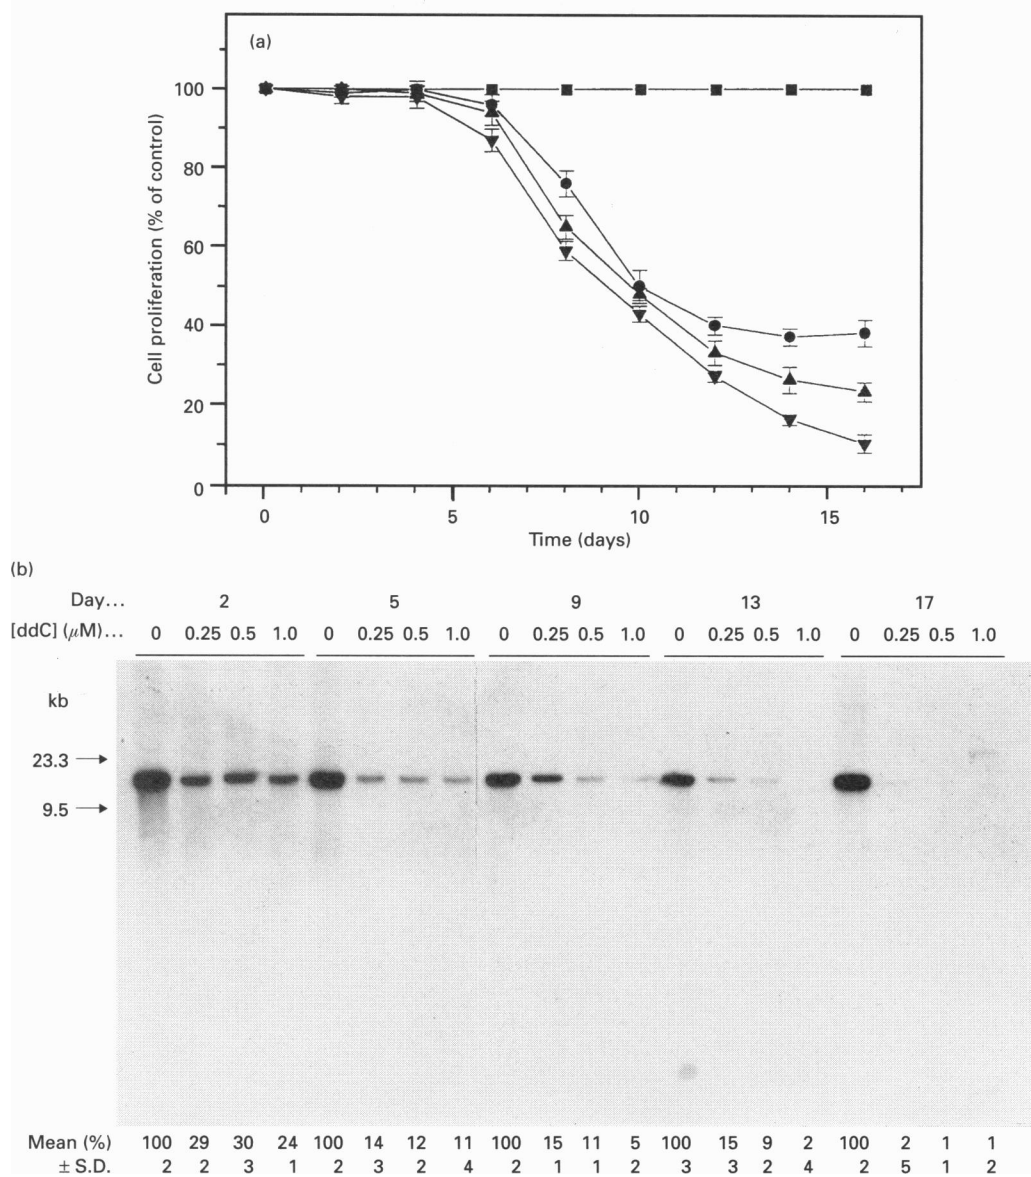 (a)
100
80
60
40
20
0
Cell proliferation (% of control)
0 5 10 15
Time (days)
(b)
Day... 2 5 9 13 17
[ddC] (μM)... 0 0.25 0.5 1.0 0 0.25 0.5 1.0 0 0.25 0.5 1.0 0 0.25 0.5 1.0 0 0.25 0.5 1.0
kb
23.3 →
9.5 →
Mean (%) 100 29 30 24 100 14 12 11 100 15 11 5 100 15 9 2 100 2 1 1
± S.D. 2 2 3 1 2 3 2 4 2 1 1 2 3 3 2 4 2 5 1 2